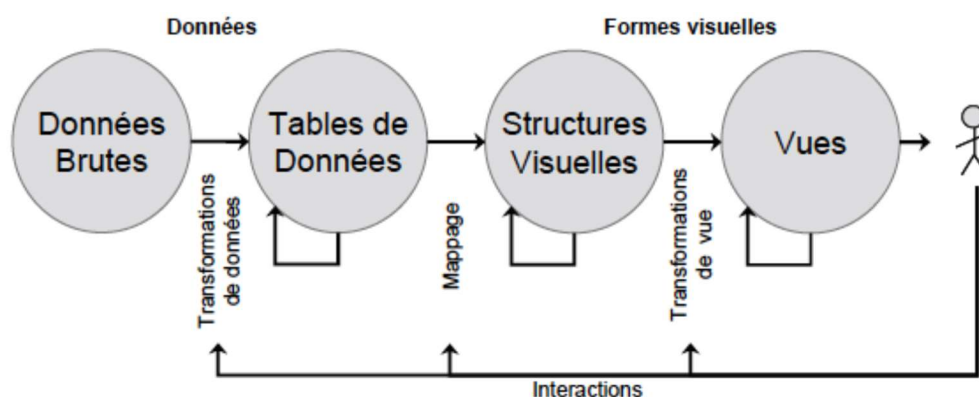 Données
Formes visuelles
Données
Brutes
Tables de
Données
Structures
Visuelles
Vues
Transformations
de données
Mappage
Transformations
de vue
Interactions